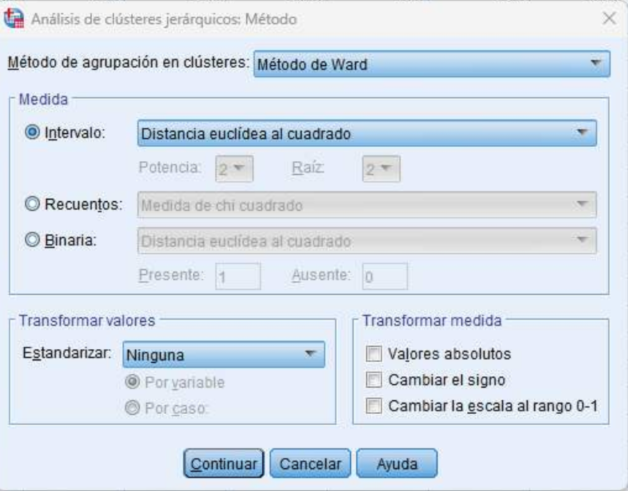 Análisis de clústeres jerárquicos: Método
Método de agrupación en clústeres: Método de Ward
Medida
Intervalo: Distancia euclídea al cuadrado
Potencia: 2 Raíz: 2
Recuentos: Medida de chi cuadrado
Binaria: Distancia euclídea al cuadrado
Presente: 1 Ausente: 0
Transformar valores
Estandarizar: Ninguna
Por variable
Por caso:
Transformar medida
Valores absolutos
Cambiar el signo
Cambiar la escala al rango 0-1
Continuar Cancelar Ayuda